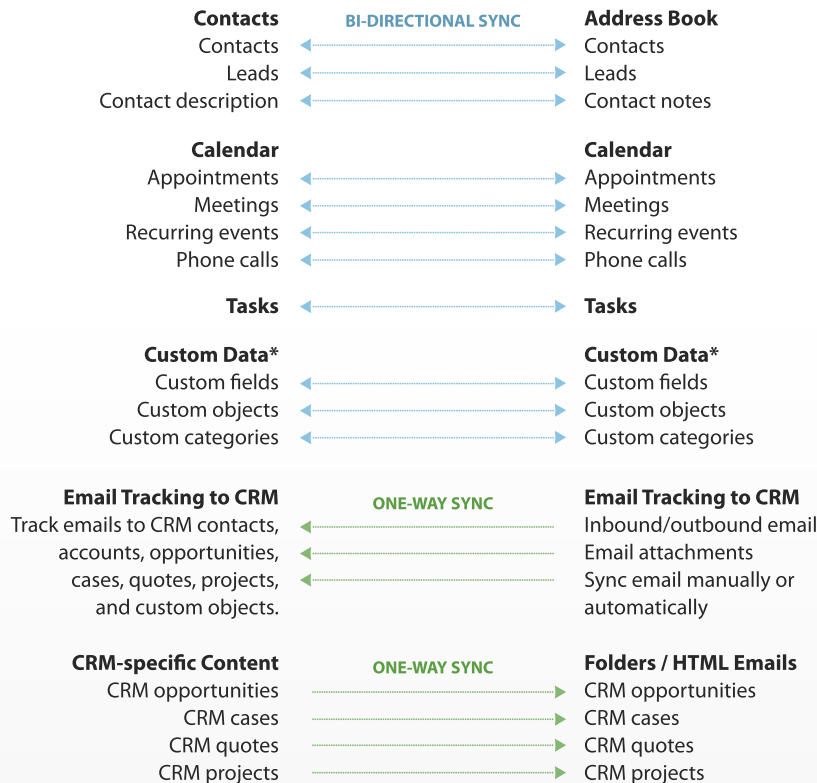 Contacts BI-DIRECTIONAL SYNC Address Book
Contacts Contacts
Leads Leads
Contact description Contact notes
Calendar Calendar
Appointments Appointments
Meetings Meetings
Recurring events Recurring events
Phone calls Phone calls
Tasks Tasks
Custom Data* Custom Data*
Custom fields Custom fields
Custom objects Custom objects
Custom categories Custom categories
Email Tracking to CRM ONE-WAY SYNC Email Tracking to CRM
Track emails to CRM contacts, Inbound/outbound email
accounts, opportunities, Email attachments
cases, quotes, projects, Sync email manually or
and custom objects. automatically
CRM-specific Content ONE-WAY SYNC Folders / HTML Emails
CRM opportunities CRM opportunities
CRM cases CRM cases
CRM quotes CRM quotes
CRM projects CRM projects